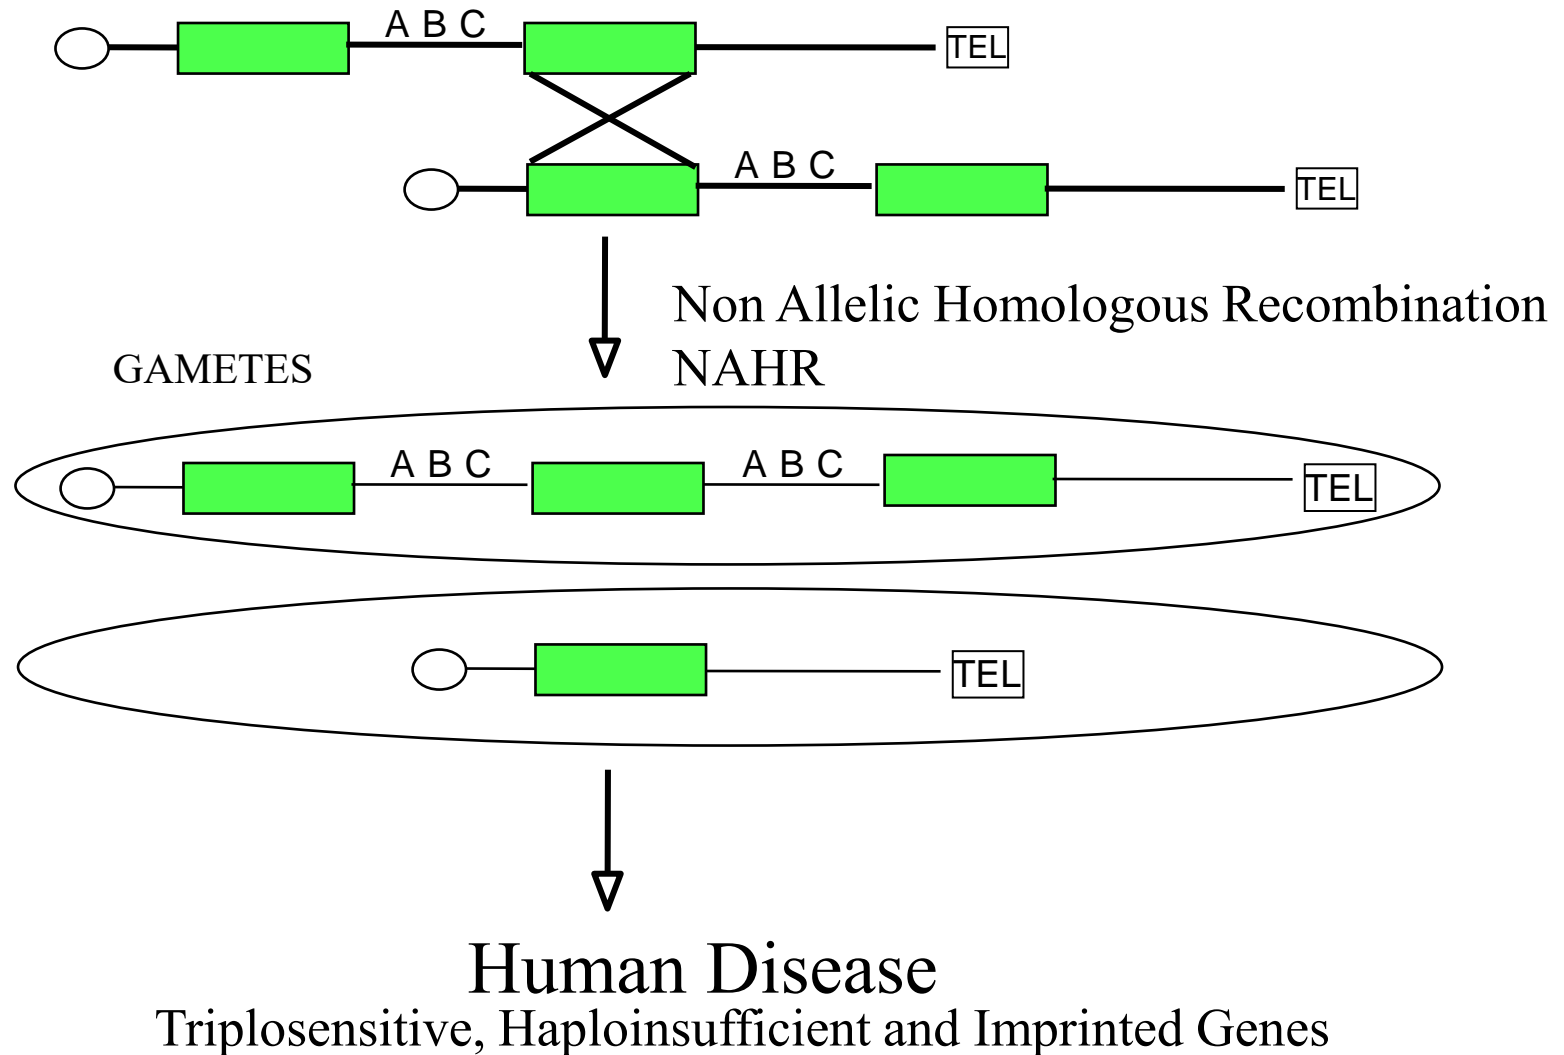 A B C
TEL
A B C
TEL
Non Allelic Homologous Recombination
NAHR
GAMETES
A B C A B C
TEL
TEL
Human Disease
Triplosensitive, Haploinsufficient and Imprinted Genes